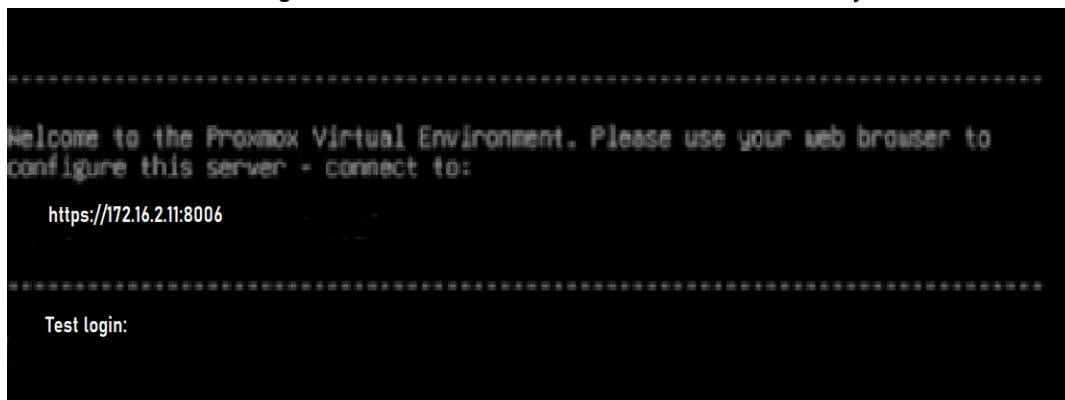 --------------------------------------------------------------------------------
Welcome to the Proxmox Virtual Environment. Please use your web browser to
configure this server - connect to:
https://172.16.2.11:8006
--------------------------------------------------------------------------------
Test login: